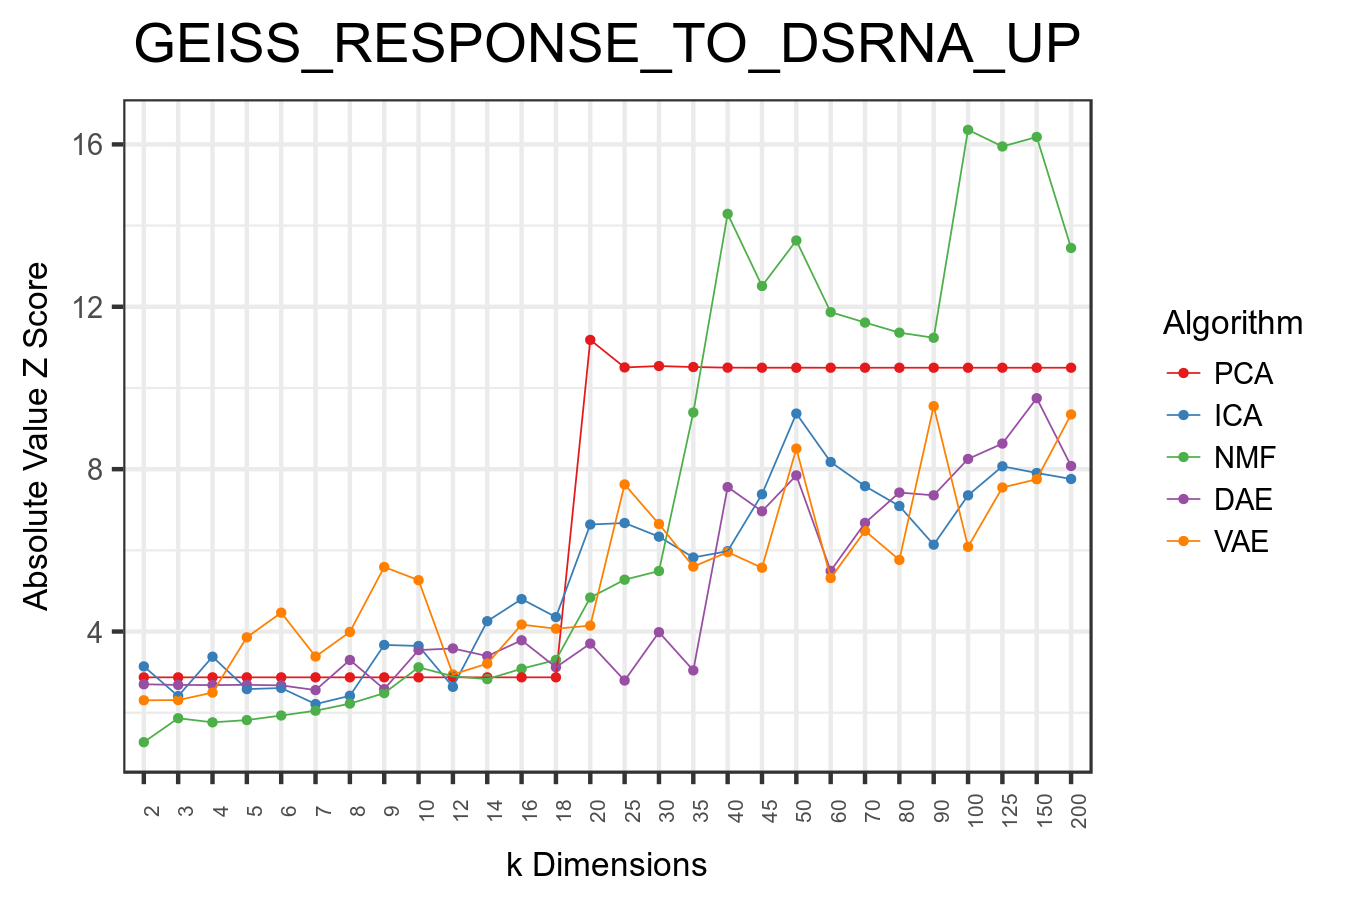 GEISS_RESPONSE_TO_DSRNA_UP
Absolute Value Z Score
16
12
8
4
2 3 4 5 6 7 8 9 10 12 14 16 18 20 25 30 35 40 45 50 60 70 80 90 100 125 150 200
k Dimensions
Algorithm
PCA
ICA
NMF
DAE
VAE